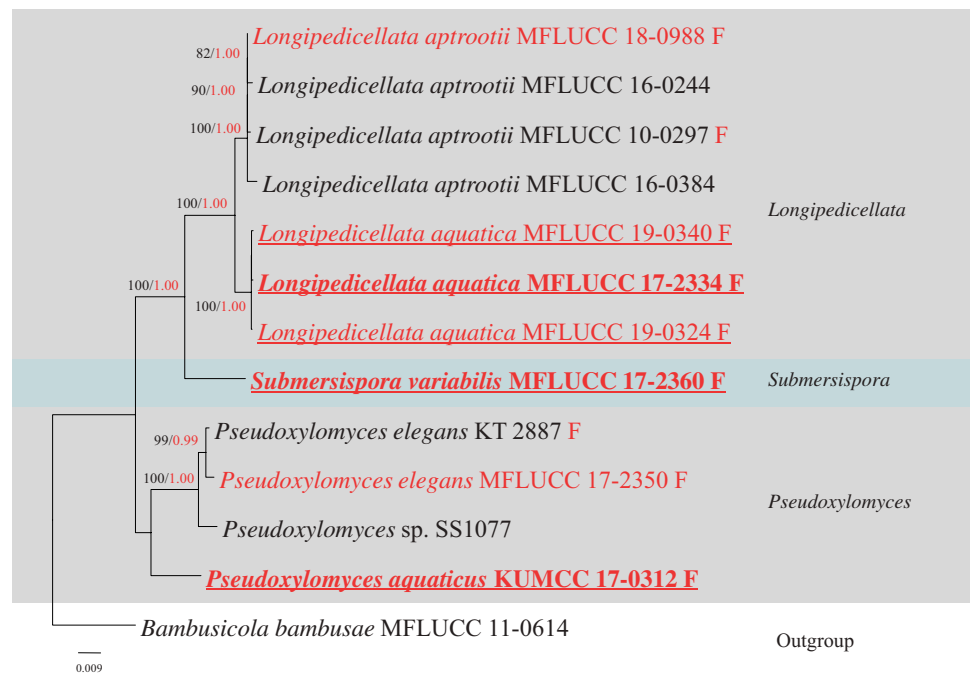 82/1.00
Longipedicellata aptrootii MFLUCC 18-0988 F
90/1.00
Longipedicellata aptrootii MFLUCC 16-0244
100/1.00
Longipedicellata aptrootii MFLUCC 10-0297 F
Longipedicellata aptrootii MFLUCC 16-0384
100/1.00
Longipedicellata
Longipedicellata aquatica MFLUCC 19-0340 F
100/1.00
Longipedicellata aquatica MFLUCC 17-2334 F
100/1.00
Longipedicellata aquatica MFLUCC 19-0324 F
Submersispora variabilis MFLUCC 17-2360 F
Submersispora
99/0.99
Pseudoxylomyces elegans KT 2887 F
100/1.00
Pseudoxylomyces elegans MFLUCC 17-2350 F
Pseudoxylomyces
Pseudoxylomyces sp. SS1077
Pseudoxylomyces aquaticus KUMCC 17-0312 F
Bambusicola bambusae MFLUCC 11-0614
Outgroup
0.009